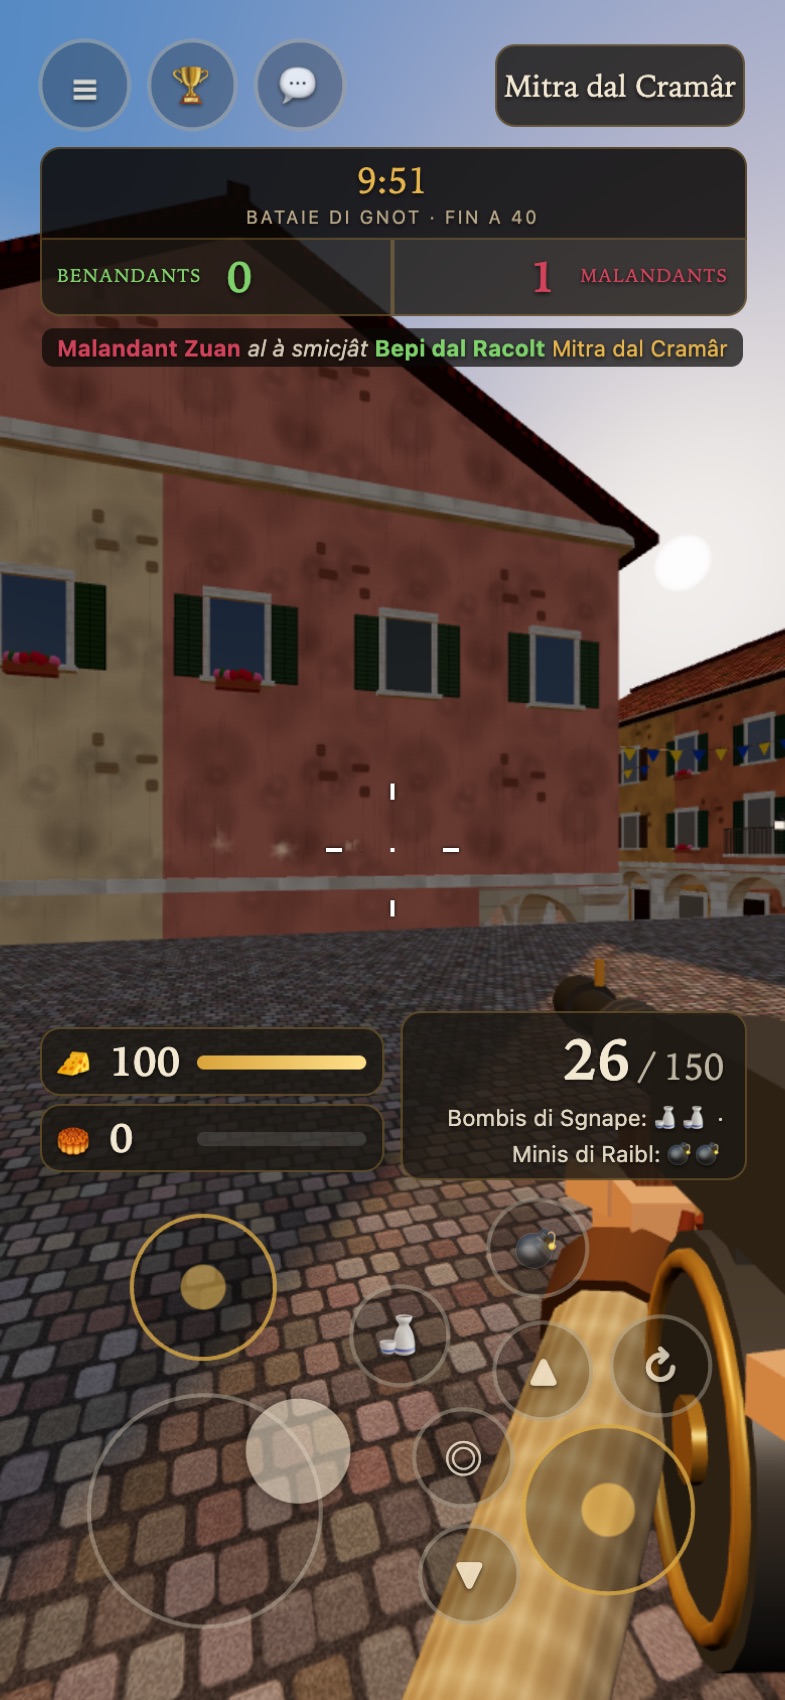 Mitra dal Cramâr
9:51
BATAIE DI GNOT · FIN A 40
BENANDANTS 0
1 MALANDANTS
Malandant Zuan al à smicjât Bepi dal Racolt Mitra dal Cramâr
100
26 / 150
0
Bombis di Sgnape: ·
Minis di Raibl: